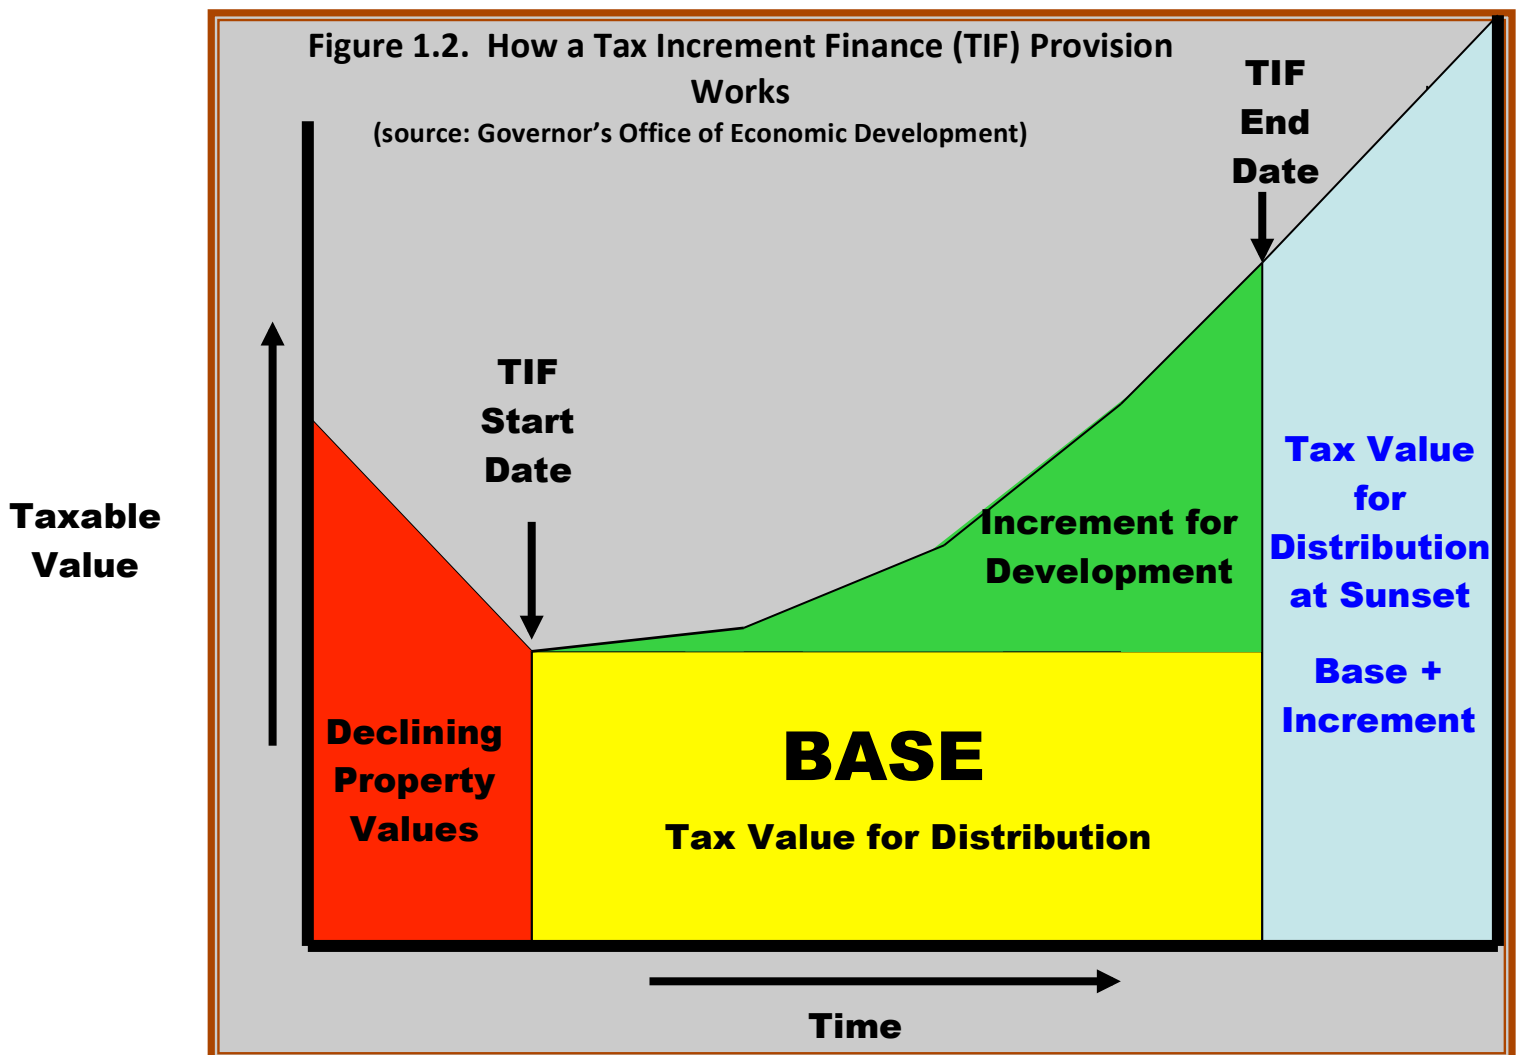 Figure 1.2.  How a Tax Increment Finance (TIF) Provision
Works
(source: Governor’s Office of Economic Development)
TIF
End
Date
TIF
Start
Date
Taxable
Value
Increment for
Development
Tax Value
for
Distribution
at Sunset
Base +
Increment
Declining
Property
Values
BASE
Tax Value for Distribution
Time